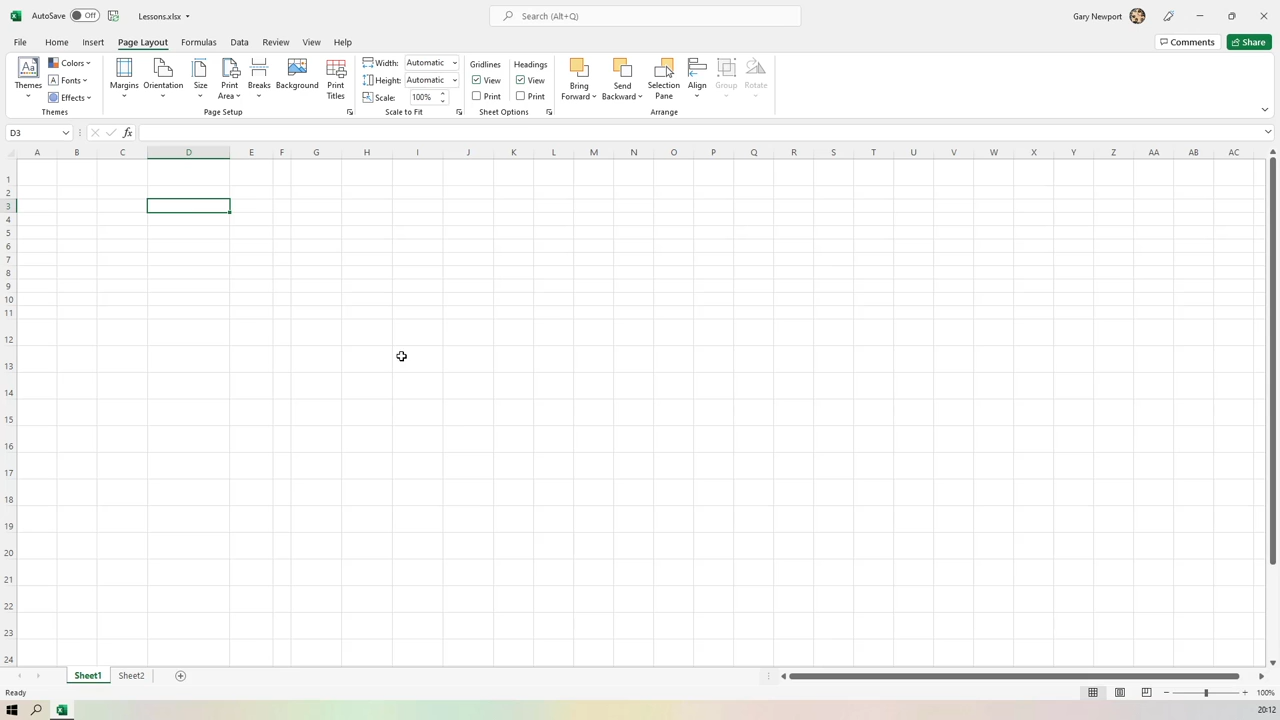 AutoSave Off Lessons.xlsx Search (Alt+Q) Gary Newport
File Home Insert Page Layout Formulas Data Review View Help Comments Share
Themes Colors Fonts Effects Themes
Margins Orientation Size Print Area Breaks Background Print Titles Page Setup
Width: Automatic Height: Automatic Scale: 100% Scale to Fit
Gridlines View Print Headings View Print Sheet Options
Bring Forward Send Backward Selection Pane Align Group Rotate Arrange
D3 fx
A B C D E F G H I J K L M N O P Q R S T U V W X Y Z AA AB AC
1
2
3
4
5
6
7
8
9
10
11
12
13
14
15
16
17
18
19
20
21
22
23
24
Sheet1 Sheet2
Ready 100%
20:12